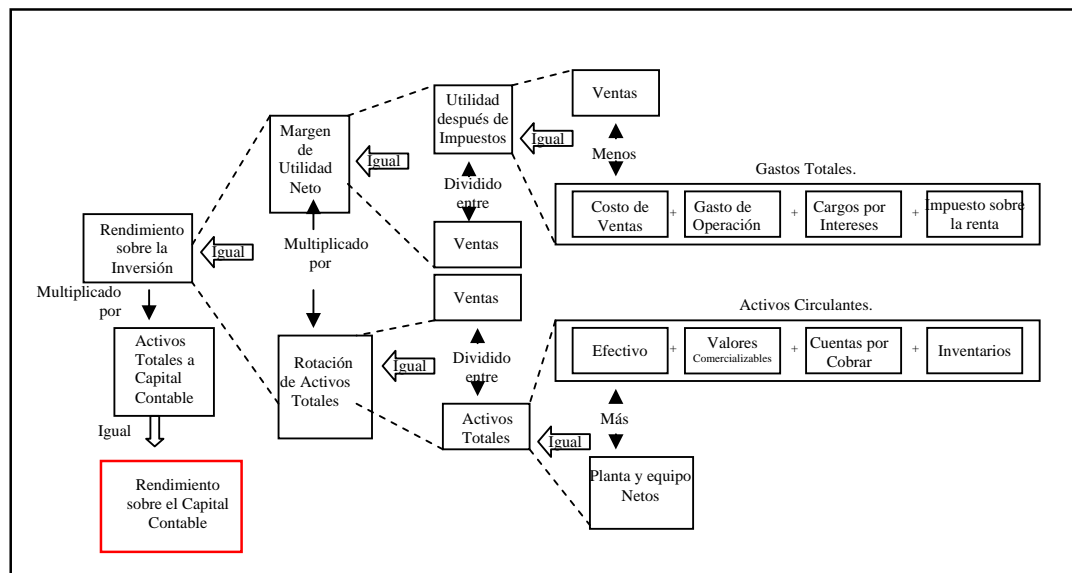 Ventas
Utilidad
después de
Impuestos
Igual
Menos
Margen
de
Utilidad
Neto
Igual
Dividido
entre
Gastos Totales.
Costo de
Ventas
+
Gasto de
Operación
+
Cargos por
Intereses
+
Impuesto sobre
la renta
Rendimiento
sobre la
Inversión
Igual
Multiplicado
por
Ventas
Ventas
Multiplicado
por
Activos Circulantes.
Activos
Totales a
Capital
Contable
Rotación
de Activos
Totales
Igual
Dividido
entre
Efectivo
+
Valores
Comercializables
+
Cuentas por
Cobrar
+
Inventarios
Igual
Activos
Totales
Igual
Más
Rendimiento
sobre el Capital
Contable
Planta y equipo
Netos